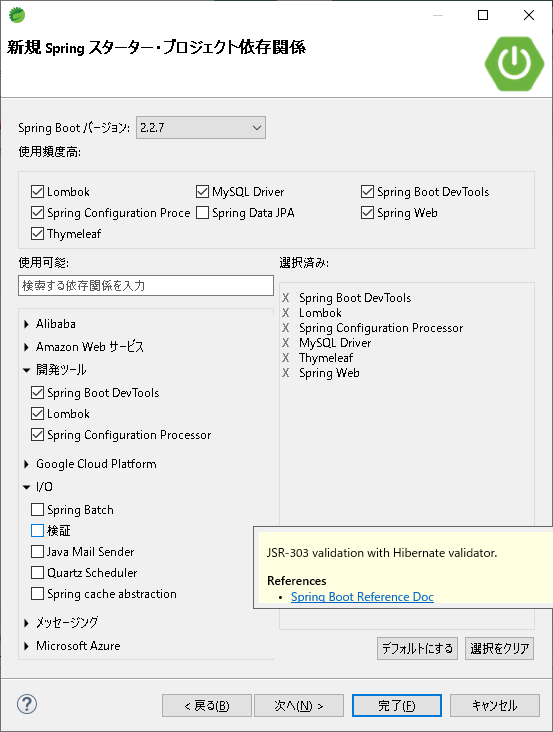 新規 Spring スターター・プロジェクト依存関係
Spring Boot バージョン: 2.2.7
使用頻度高:
Lombok MySQL Driver Spring Boot DevTools
Spring Configuration Proce Spring Data JPA Spring Web
Thymeleaf
使用可能: 選択済み:
検索する依存関係を入力
X Spring Boot DevTools
X Lombok
X Spring Configuration Processor
X MySQL Driver
X Thymeleaf
X Spring Web
Alibaba
Amazon Web サービス
開発ツール
Spring Boot DevTools
Lombok
Spring Configuration Processor
Google Cloud Platform
I/O
Spring Batch
検証
Java Mail Sender
Quartz Scheduler
Spring cache abstraction
メッセージング
Microsoft Azure
JSR-303 validation with Hibernate validator.
References
• Spring Boot Reference Doc
デフォルトにする 選択をクリア
? < 戻る(B) 次へ(N) > 完了(F) キャンセル